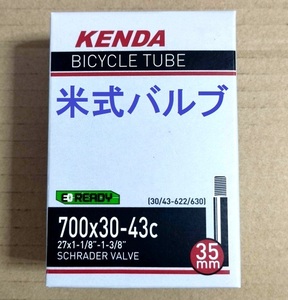 KENDA
BICYCLE TUBE
米式バルブ
READY
(30/43-622/630)
700x30-43c
27x1-1/8"-1-3/8"
SCHRADER VALVE
35
mm